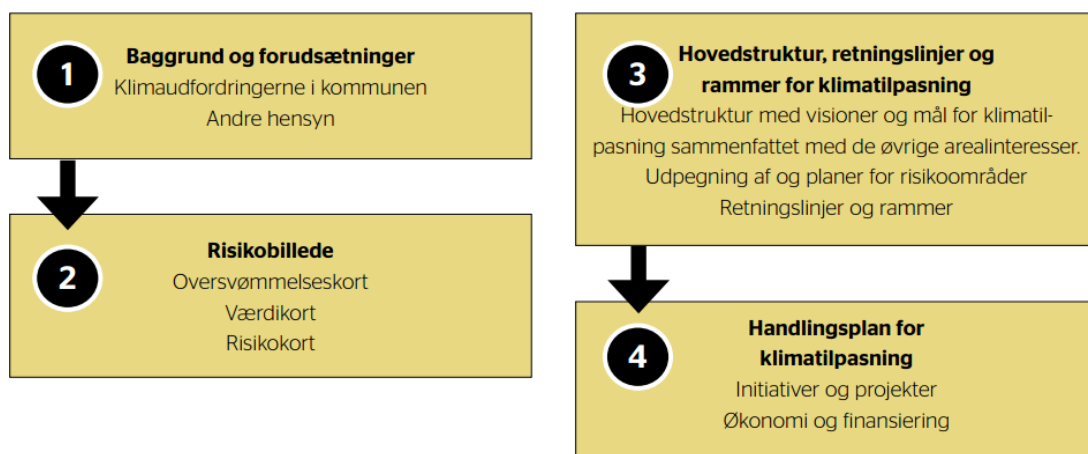 1
Baggrund og forudsætninger
Klimaudfordringerne i kommunen
Andre hensyn
2
Risikobillede
Oversvømmelseskort
Værdikort
Risikokort
3
Hovedstruktur, retningslinjer og
rammer for klimatilpasning
Hovedstruktur med visioner og mål for klimatil-
pasning sammenfattet med de øvrige arealinteresser.
Udpegning af og planer for risikoområder
Retningslinjer og rammer
4
Handlingsplan for
klimatilpasning
Initiativer og projekter
Økonomi og finansiering